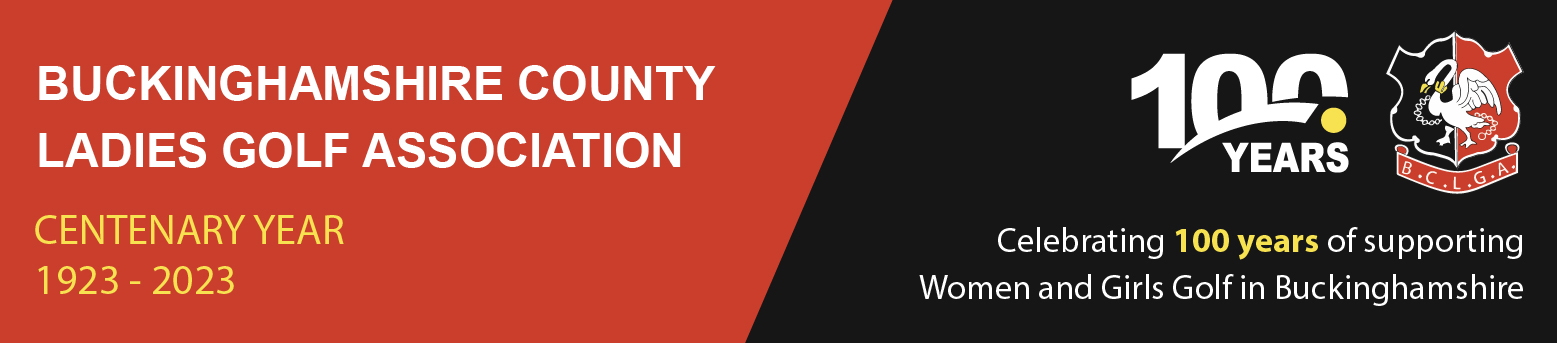 BUCKINGHAMSHIRE COUNTY
LADIES GOLF ASSOCIATION
CENTENARY YEAR
1923 - 2023
100
YEARS
B.C.L.G.A.
Celebrating 100 years of supporting
Women and Girls Golf in Buckinghamshire